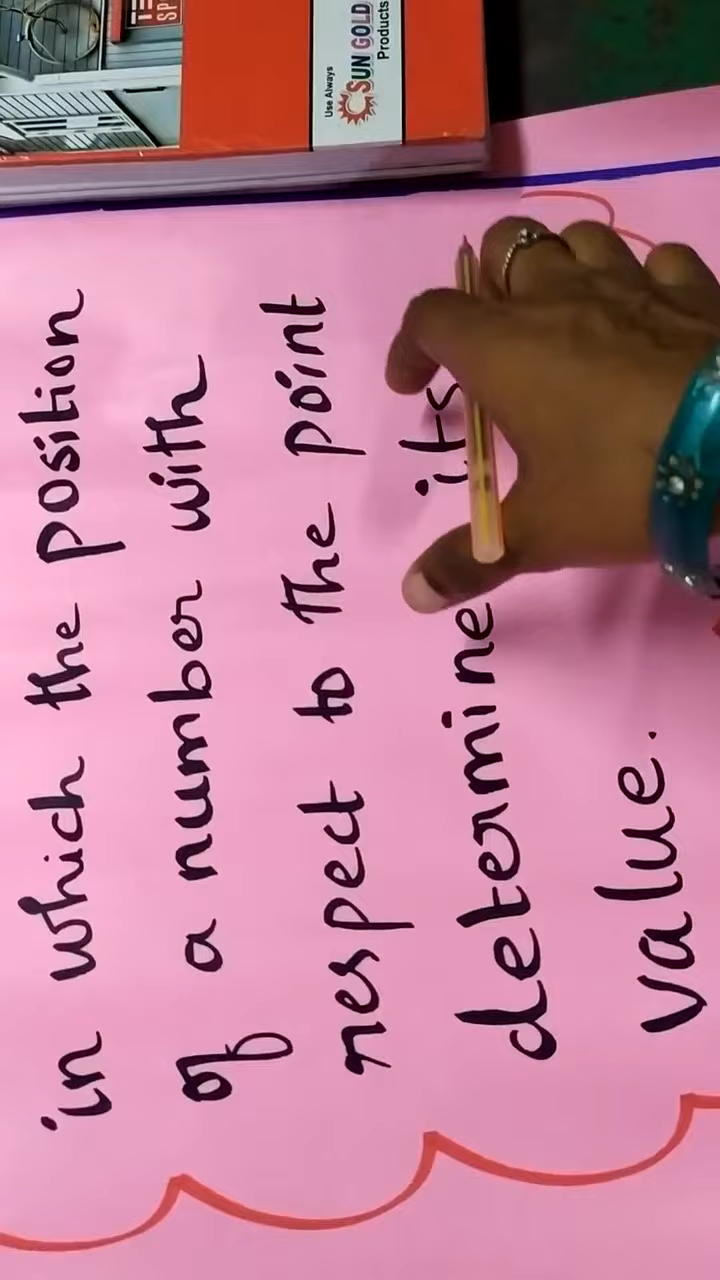 in which the position
of a number with
respect to the point
determine its
value.
Use Always
SUN GOLD
Products